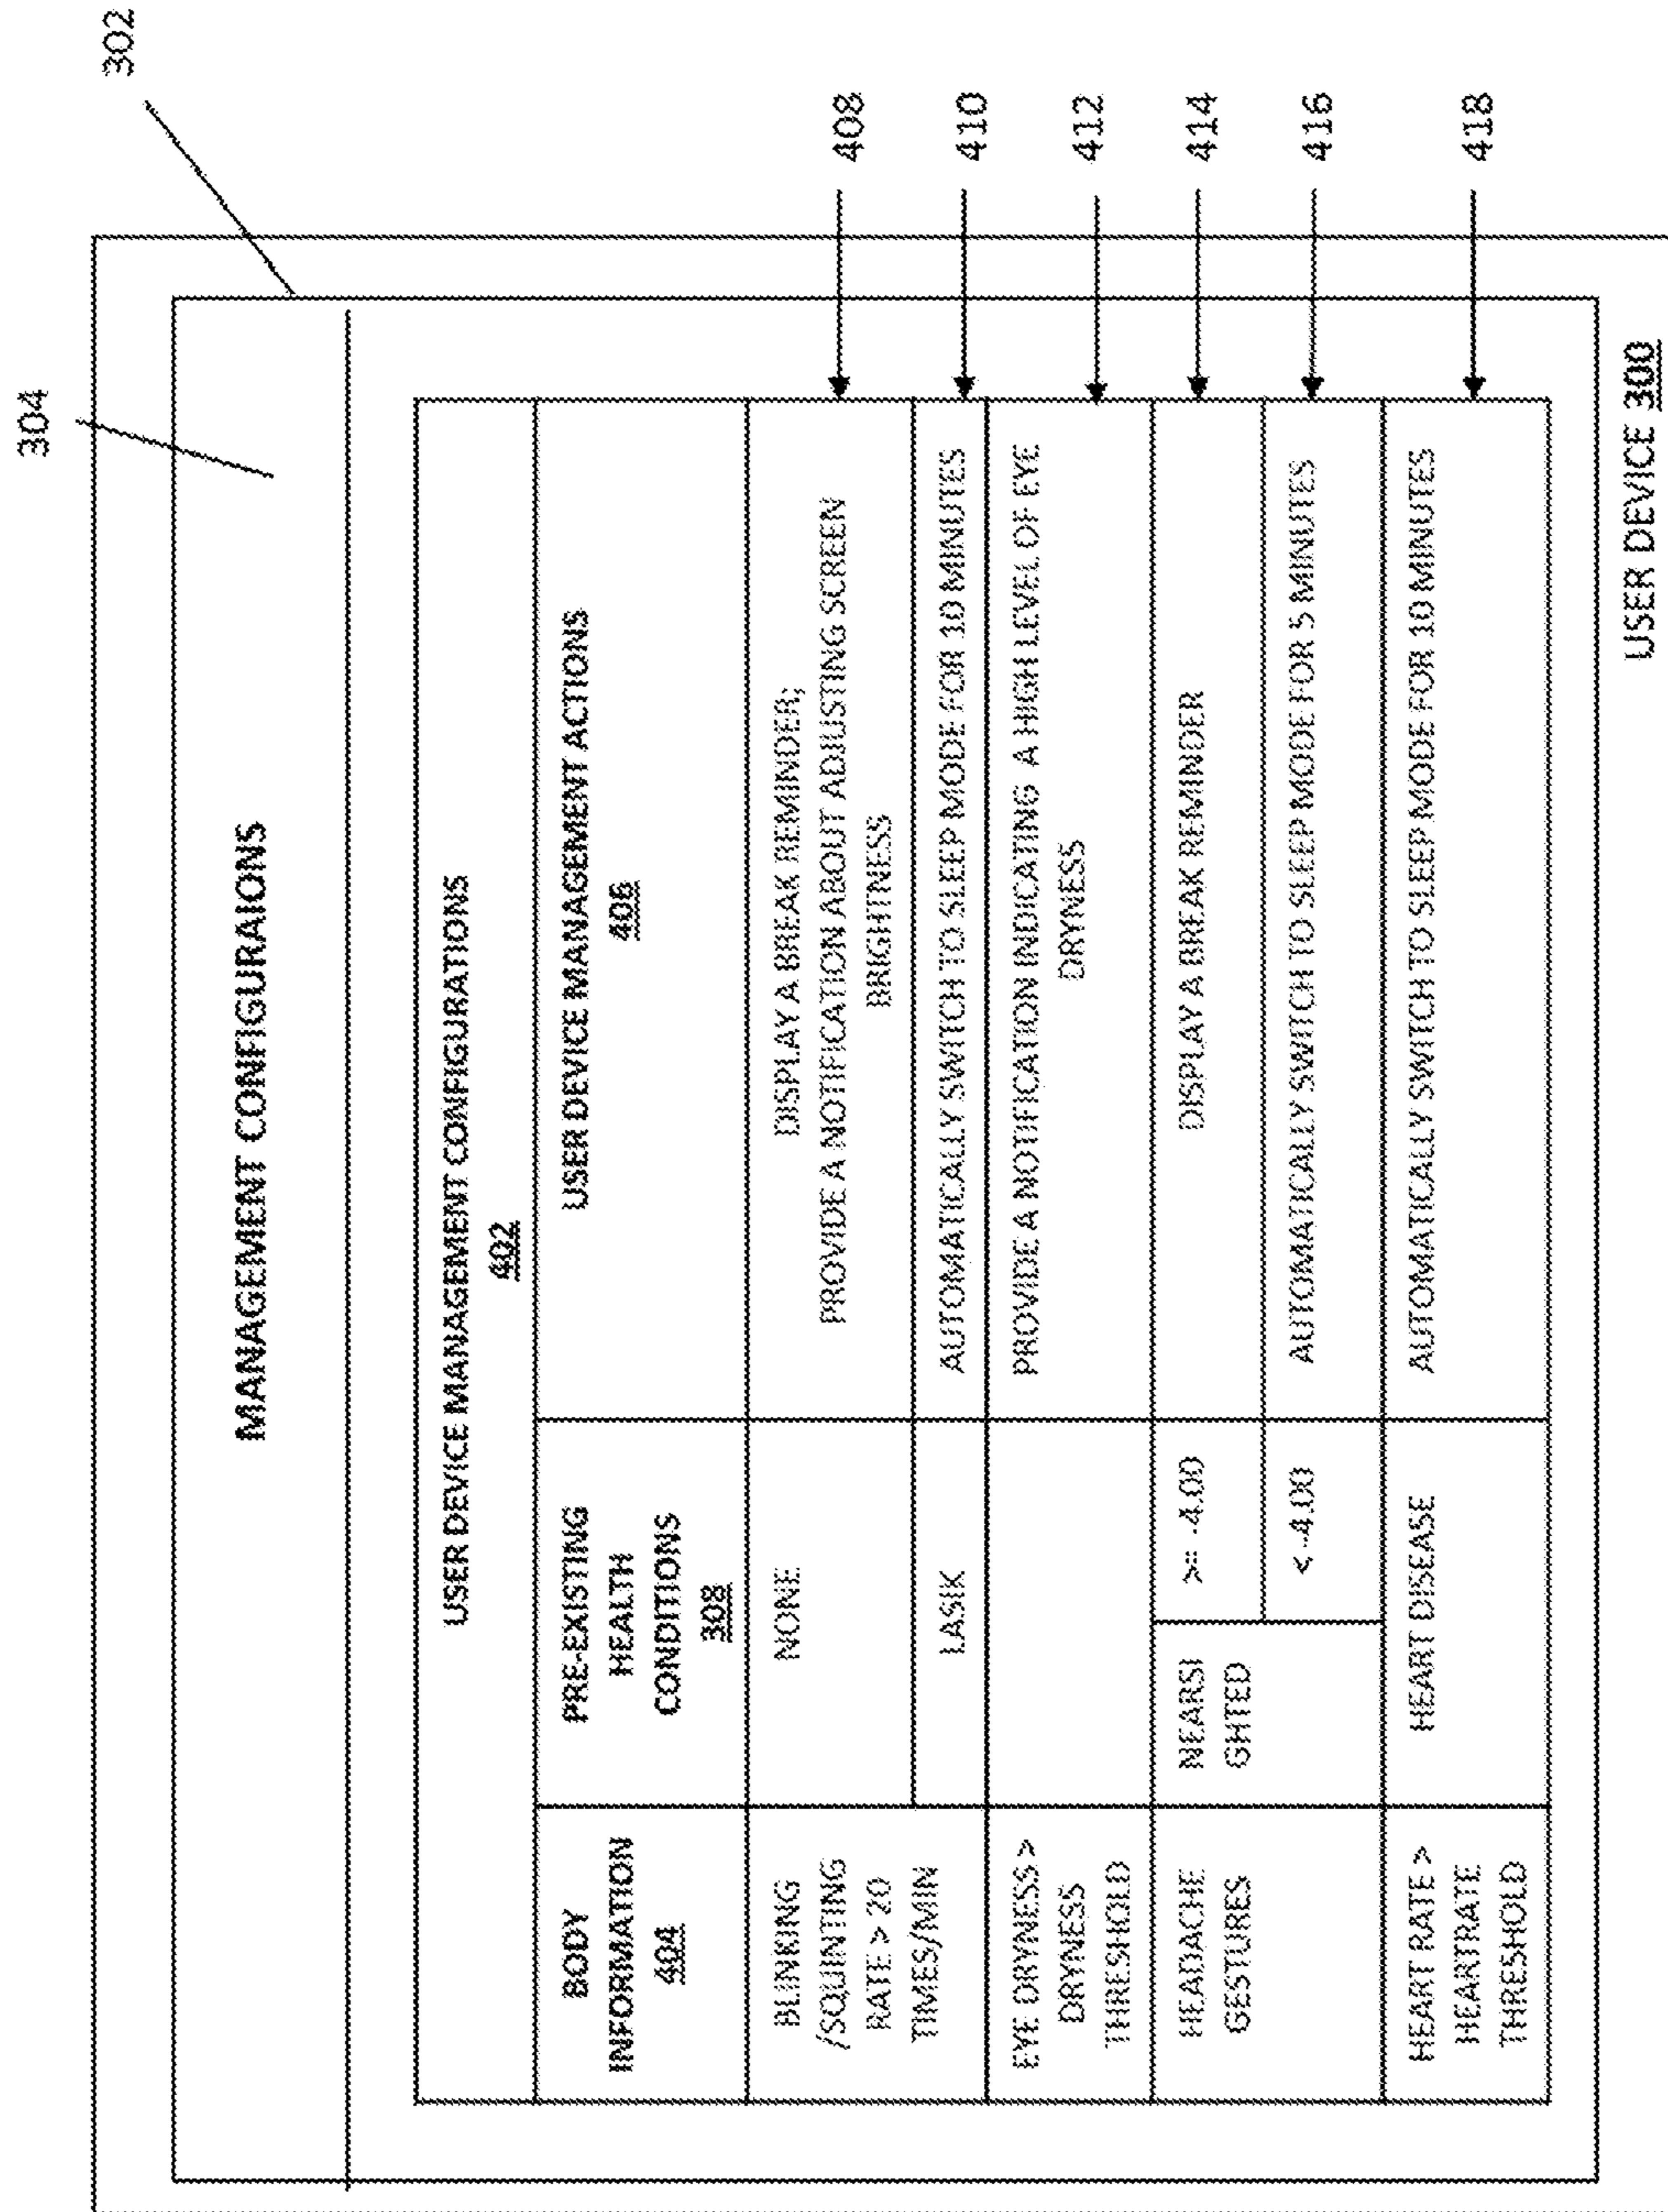 304
302
MANAGEMENT CONFIGURAIONS
USER DEVICE MANAGEMENT CONFIGURATIONS
402
BODY
INFORMATION
404
PRE-EXISTING
HEALTH
CONDITIONS
308
USER DEVICE MANAGEMENT ACTIONS
406
BLINKING
/SQUINTING
RATE > 20
TIMES/MIN
NONE
DISPLAY A BREAK REMINDER;
PROVIDE A NOTIFICATION ABOUT ADJUSTING SCREEN
BRIGHTNESS
408
LASIK
AUTOMATICALLY SWITCH TO SLEEP MODE FOR 10 MINUTES
410
EYE DRYNESS >
DRYNESS
THRESHOLD
PROVIDE A NOTIFICATION INDICATING A HIGH LEVEL OF EYE
DRYNESS
412
HEADACHE
GESTURES
NEARSI
GHTED
>= -4.00
DISPLAY A BREAK REMINDER
414
< -4.00
AUTOMATICALLY SWITCH TO SLEEP MODE FOR 5 MINUTES
416
HEART RATE >
HEARTRATE
THRESHOLD
HEART DISEASE
AUTOMATICALLY SWITCH TO SLEEP MODE FOR 10 MINUTES
418
USER DEVICE 300